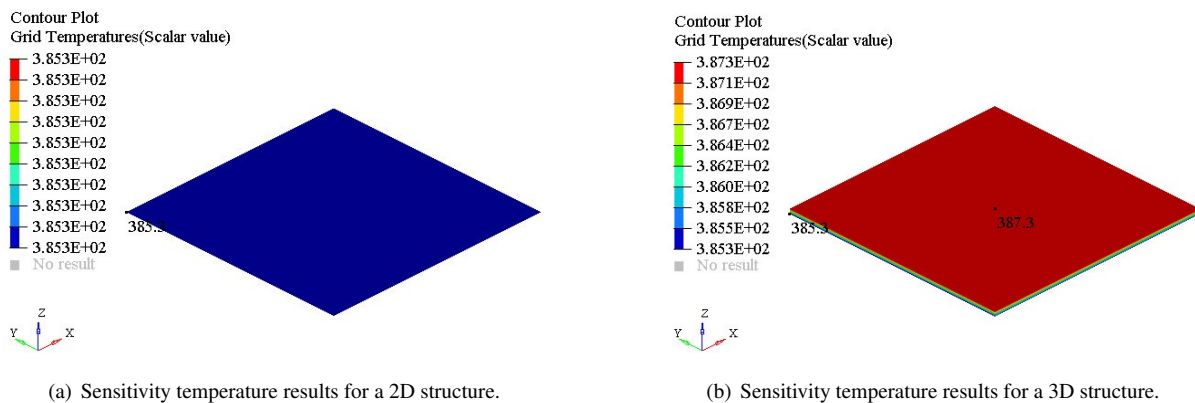 Contour Plot
Grid Temperatures(Scalar value)
3.853E+02
3.853E+02
3.853E+02
3.853E+02
3.853E+02
3.853E+02
3.853E+02
3.853E+02
3.853E+02
3.853E+02
No result
385.3
Z
Y
X
(a) Sensitivity temperature results for a 2D structure.
Contour Plot
Grid Temperatures(Scalar value)
3.873E+02
3.871E+02
3.869E+02
3.867E+02
3.864E+02
3.862E+02
3.860E+02
3.858E+02
3.855E+02
3.853E+02
No result
385.3
387.3
Z
Y
X
(b) Sensitivity temperature results for a 3D structure.